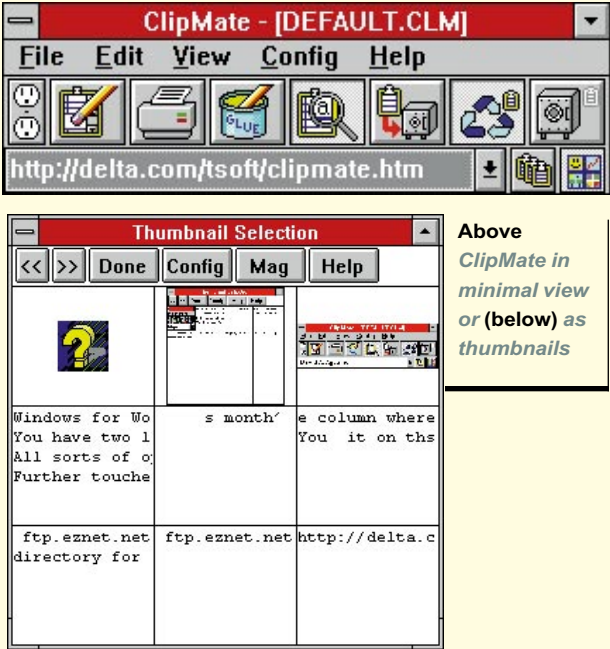 ClipMate - [DEFAULT.CLM]
File Edit View Config Help
GLUE
http://delta.com/tsoft/clipmate.htm
Thumbnail Selection
<< >> Done Config Mag Help
Windows for Wo
You have two l
All sorts of o
Further touche
s month´
e column where
You it on ths
ftp.eznet.net
directory for
ftp.eznet.net
http://delta.c
Above
ClipMate in
minimal view
or (below) as
thumbnails